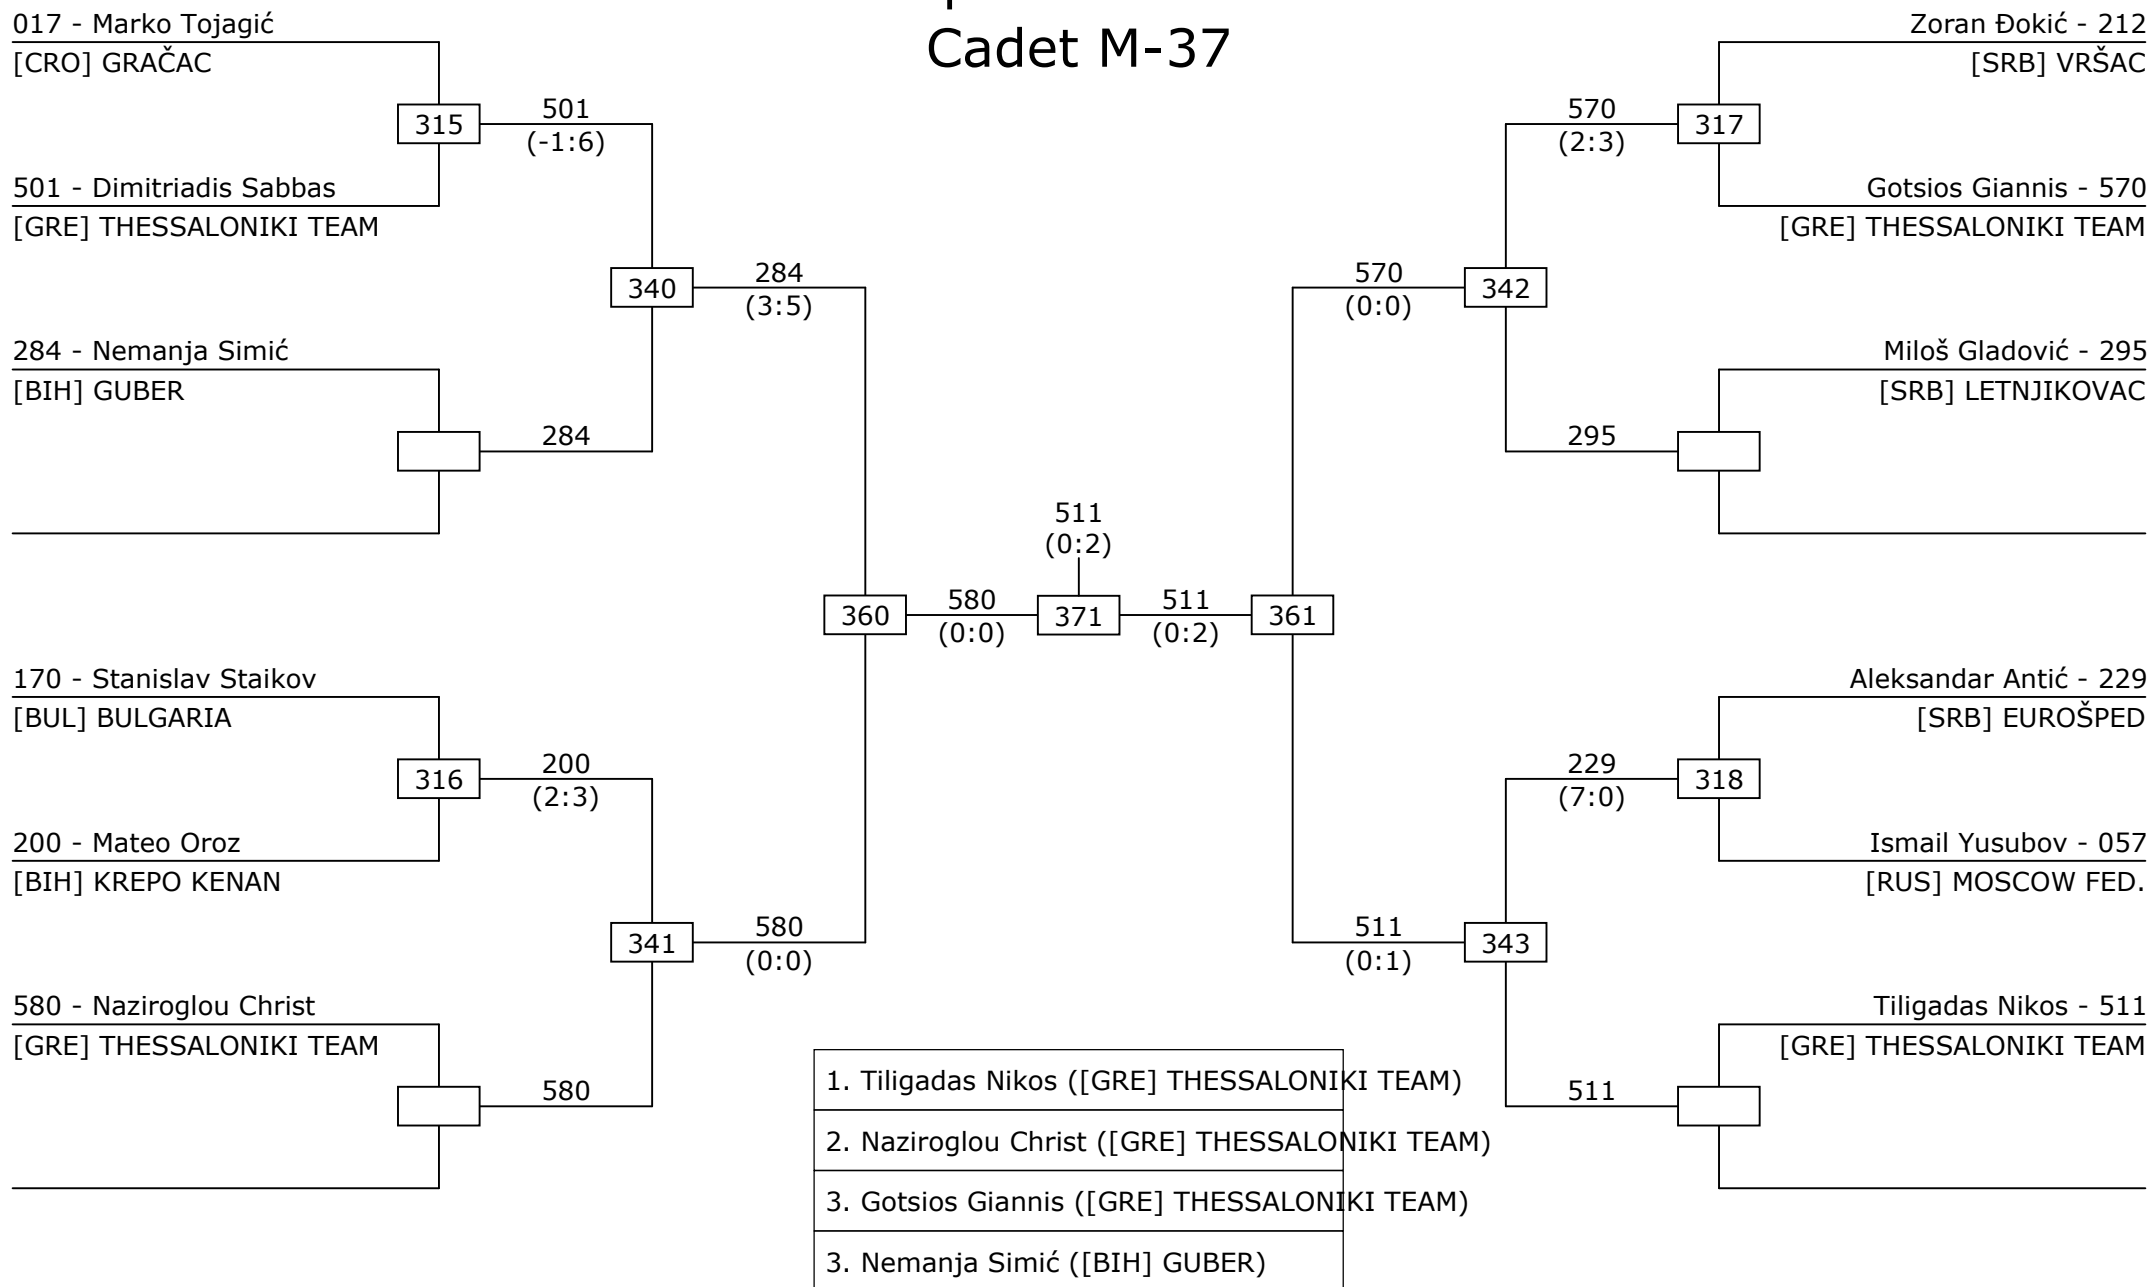 Cadet M-37
017 - Marko Tojagić
[CRO] GRAČAC
315
501
(-1:6)
501 - Dimitriadis Sabbas
[GRE] THESSALONIKI TEAM
340
284
(3:5)
284 - Nemanja Simić
[BIH] GUBER
284
170 - Stanislav Staikov
[BUL] BULGARIA
316
200
(2:3)
200 - Mateo Oroz
[BIH] KREPO KENAN
341
580
(0:0)
580 - Naziroglou Christ
[GRE] THESSALONIKI TEAM
580
360
580
(0:0)
511
(0:2)
371
511
(0:2)
361
Zoran Đokić - 212
[SRB] VRŠAC
570
(2:3)
317
Gotsios Giannis - 570
[GRE] THESSALONIKI TEAM
570
(0:0)
342
Miloš Gladović - 295
[SRB] LETNJIKOVAC
295
Aleksandar Antić - 229
[SRB] EUROŠPED
229
(7:0)
318
Ismail Yusubov - 057
[RUS] MOSCOW FED.
511
(0:1)
343
Tiligadas Nikos - 511
[GRE] THESSALONIKI TEAM
511
1. Tiligadas Nikos ([GRE] THESSALONIKI TEAM)
2. Naziroglou Christ ([GRE] THESSALONIKI TEAM)
3. Gotsios Giannis ([GRE] THESSALONIKI TEAM)
3. Nemanja Simić ([BIH] GUBER)